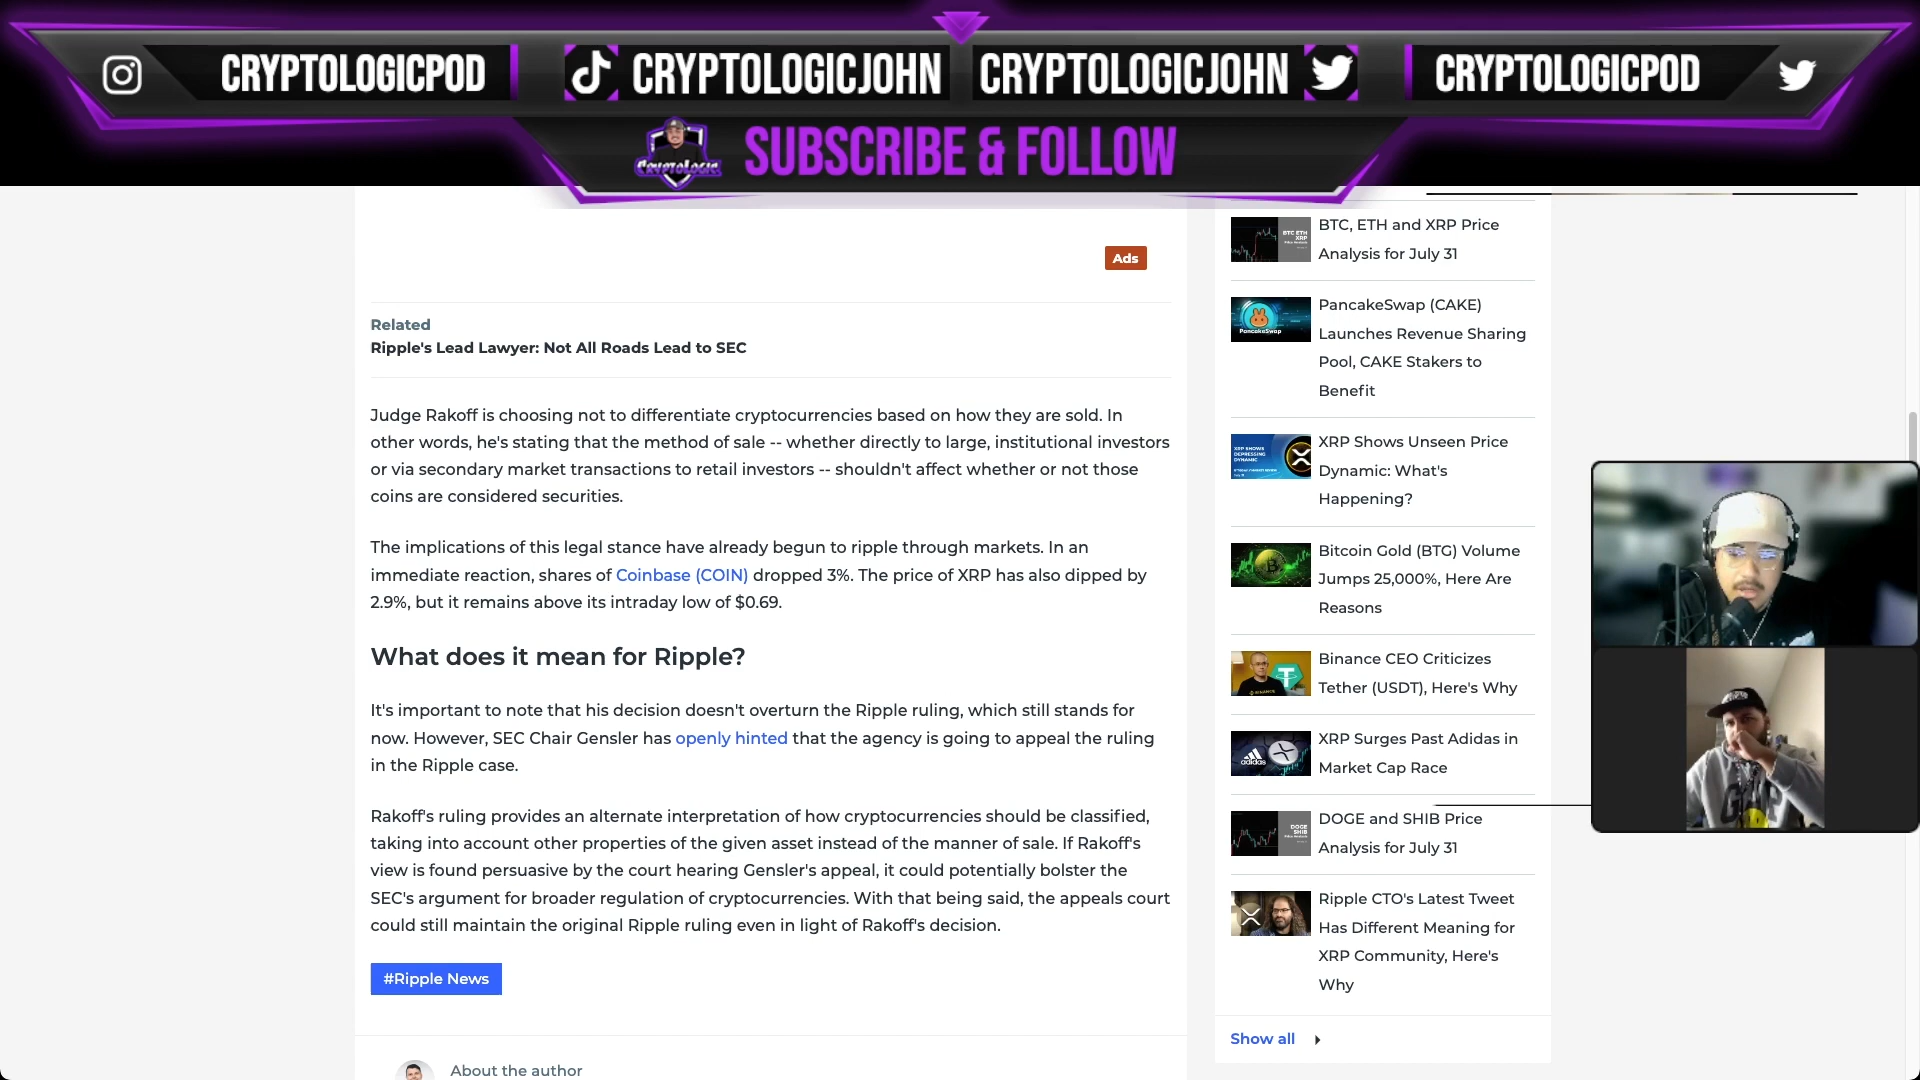 CRYPTOLOGICPOD
CRYPTOLOGICJOHN
CRYPTOLOGICJOHN
CRYPTOLOGICPOD
CRYPTOLOGIC
SUBSCRIBE & FOLLOW
Ads
Related
Ripple's Lead Lawyer: Not All Roads Lead to SEC
Judge Rakoff is choosing not to differentiate cryptocurrencies based on how they are sold. In
other words, he's stating that the method of sale -- whether directly to large, institutional investors
or via secondary market transactions to retail investors -- shouldn't affect whether or not those
coins are considered securities.
The implications of this legal stance have already begun to ripple through markets. In an
immediate reaction, shares of Coinbase (COIN) dropped 3%. The price of XRP has also dipped by
2.9%, but it remains above its intraday low of $0.69.
What does it mean for Ripple?
It's important to note that his decision doesn't overturn the Ripple ruling, which still stands for
now. However, SEC Chair Gensler has openly hinted that the agency is going to appeal the ruling
in the Ripple case.
Rakoff's ruling provides an alternate interpretation of how cryptocurrencies should be classified,
taking into account other properties of the given asset instead of the manner of sale. If Rakoff's
view is found persuasive by the court hearing Gensler's appeal, it could potentially bolster the
SEC's argument for broader regulation of cryptocurrencies. With that being said, the appeals court
could still maintain the original Ripple ruling even in light of Rakoff's decision.
#Ripple News
About the author
BTC ETH
XRP
BTC, ETH and XRP Price
Analysis for July 31
PancakeSwap
PancakeSwap (CAKE)
Launches Revenue Sharing
Pool, CAKE Stakers to
Benefit
XRP SHOWS
DEPRESSING
DYNAMIC
XRP Shows Unseen Price
Dynamic: What's
Happening?
Bitcoin Gold (BTG) Volume
Jumps 25,000%, Here Are
Reasons
Binance CEO Criticizes
Tether (USDT), Here's Why
adidas
XRP Surges Past Adidas in
Market Cap Race
DOGE
SHIB
DOGE and SHIB Price
Analysis for July 31
Ripple CTO's Latest Tweet
Has Different Meaning for
XRP Community, Here's
Why
Show all